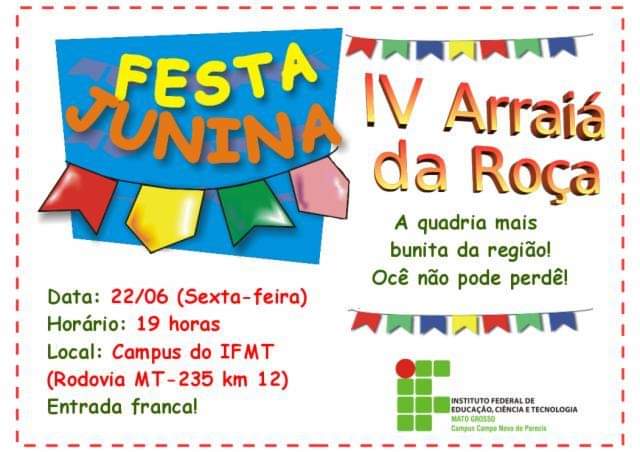 FESTA
JUNINA
IV Arraiá
da Roça
A quadria mais
bunita da região!
Ocê não pode perdê!
Data: 22/06 (Sexta-feira)
Horário: 19 horas
Local: Campus do IFMT
(Rodovia MT-235 km 12)
Entrada franca!
INSTITUTO FEDERAL DE
EDUCAÇÃO, CIÊNCIA E TECNOLOGIA
MATO GROSSO
Campus Campo Novo do Parecis